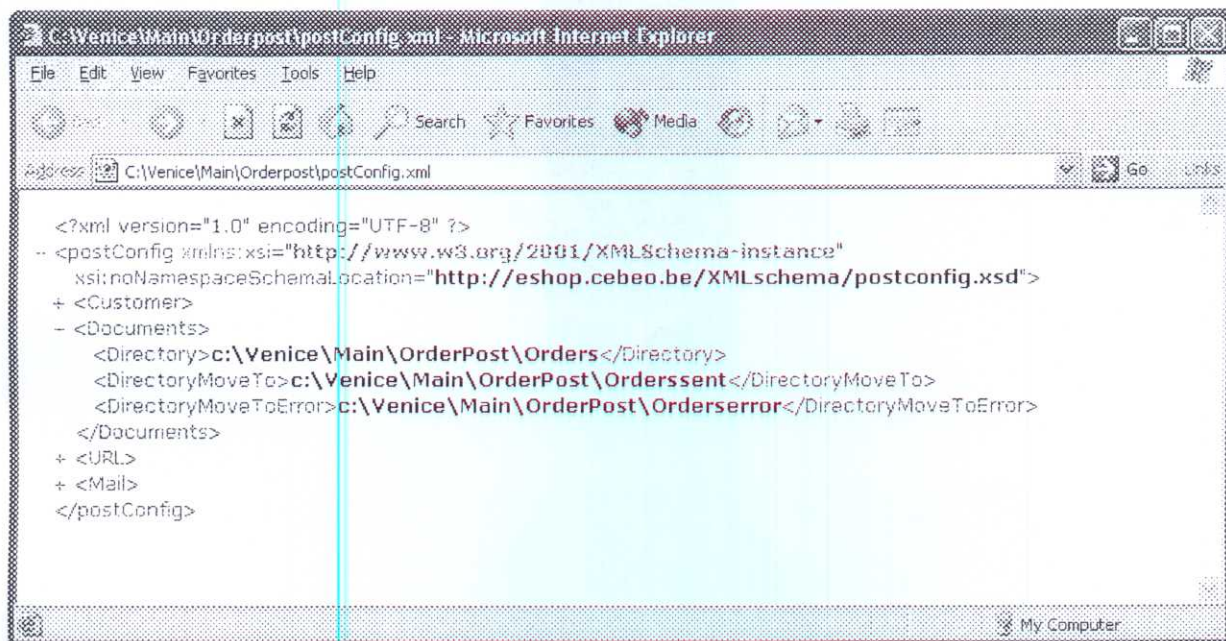 C:\Venice\Main\Orderpost\postConfig.xml - Microsoft Internet Explorer
File Edit View Favorites Tools Help
Search Favorites Media
Address C:\Venice\Main\Orderpost\postConfig.xml Go Links
<?xml version="1.0" encoding="UTF-8" ?>
- <postConfig xmlns:xsi="http://www.w3.org/2001/XMLSchema-instance"
xsi:noNamespaceSchemaLocation="http://eshop.cebeo.be/XMLschema/postconfig.xsd">
+ <Customer>
- <Documents>
<Directory>c:\Venice\Main\OrderPost\Orders</Directory>
<DirectoryMoveTo>c:\Venice\Main\OrderPost\Orderssent</DirectoryMoveTo>
<DirectoryMoveToError>c:\Venice\Main\OrderPost\Orderserror</DirectoryMoveToError>
</Documents>
+ <URL>
+ <Mail>
</postConfig>
My Computer